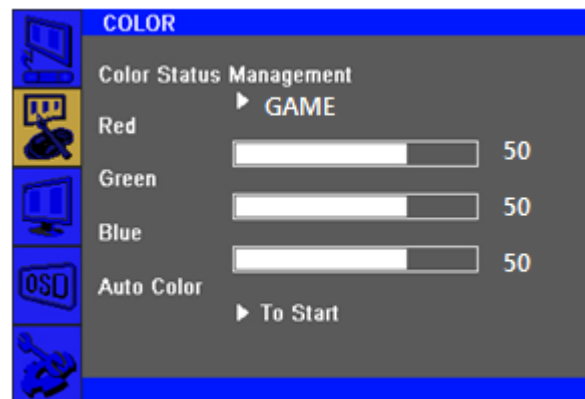 COLOR
Color Status Management
GAME
Red
50
Green
50
Blue
50
OSD
Auto Color
To Start